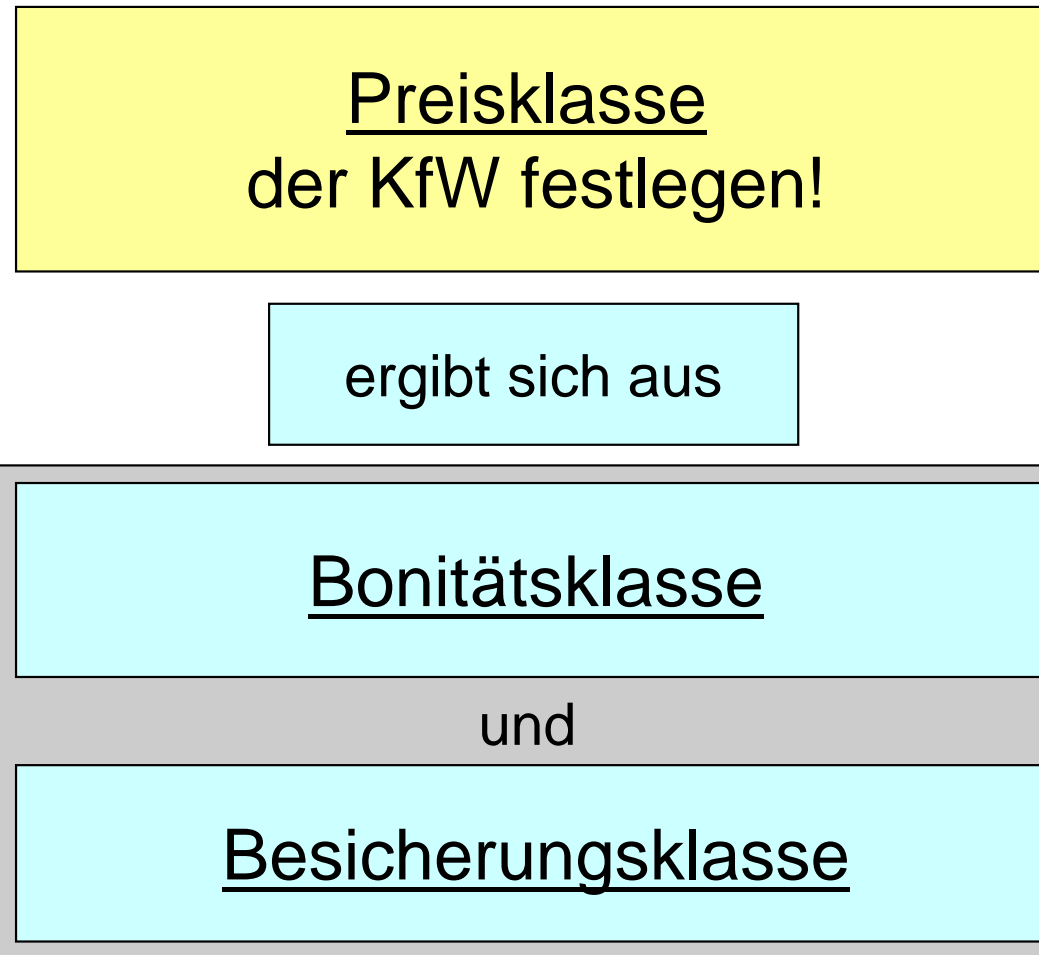 Preisklasse
der KfW festlegen!
ergibt sich aus
Bonitätsklasse
und
Besicherungsklasse